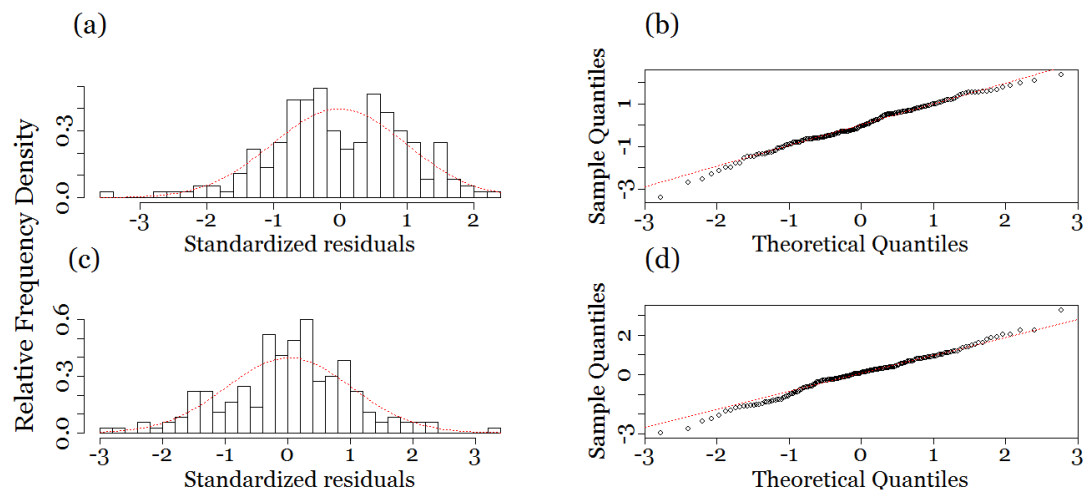 (a)
(b)
Relative Frequency Density
0.0 0.3
-3 -2 -1 0 1 2
Standardized residuals
Sample Quantiles
-3 -1 1
-3 -2 -1 0 1 2 3
Theoretical Quantiles
(c)
(d)
0.0 0.3 0.6
-3 -2 -1 0 1 2 3
Standardized residuals
Sample Quantiles
-3 0 2
-3 -2 -1 0 1 2 3
Theoretical Quantiles